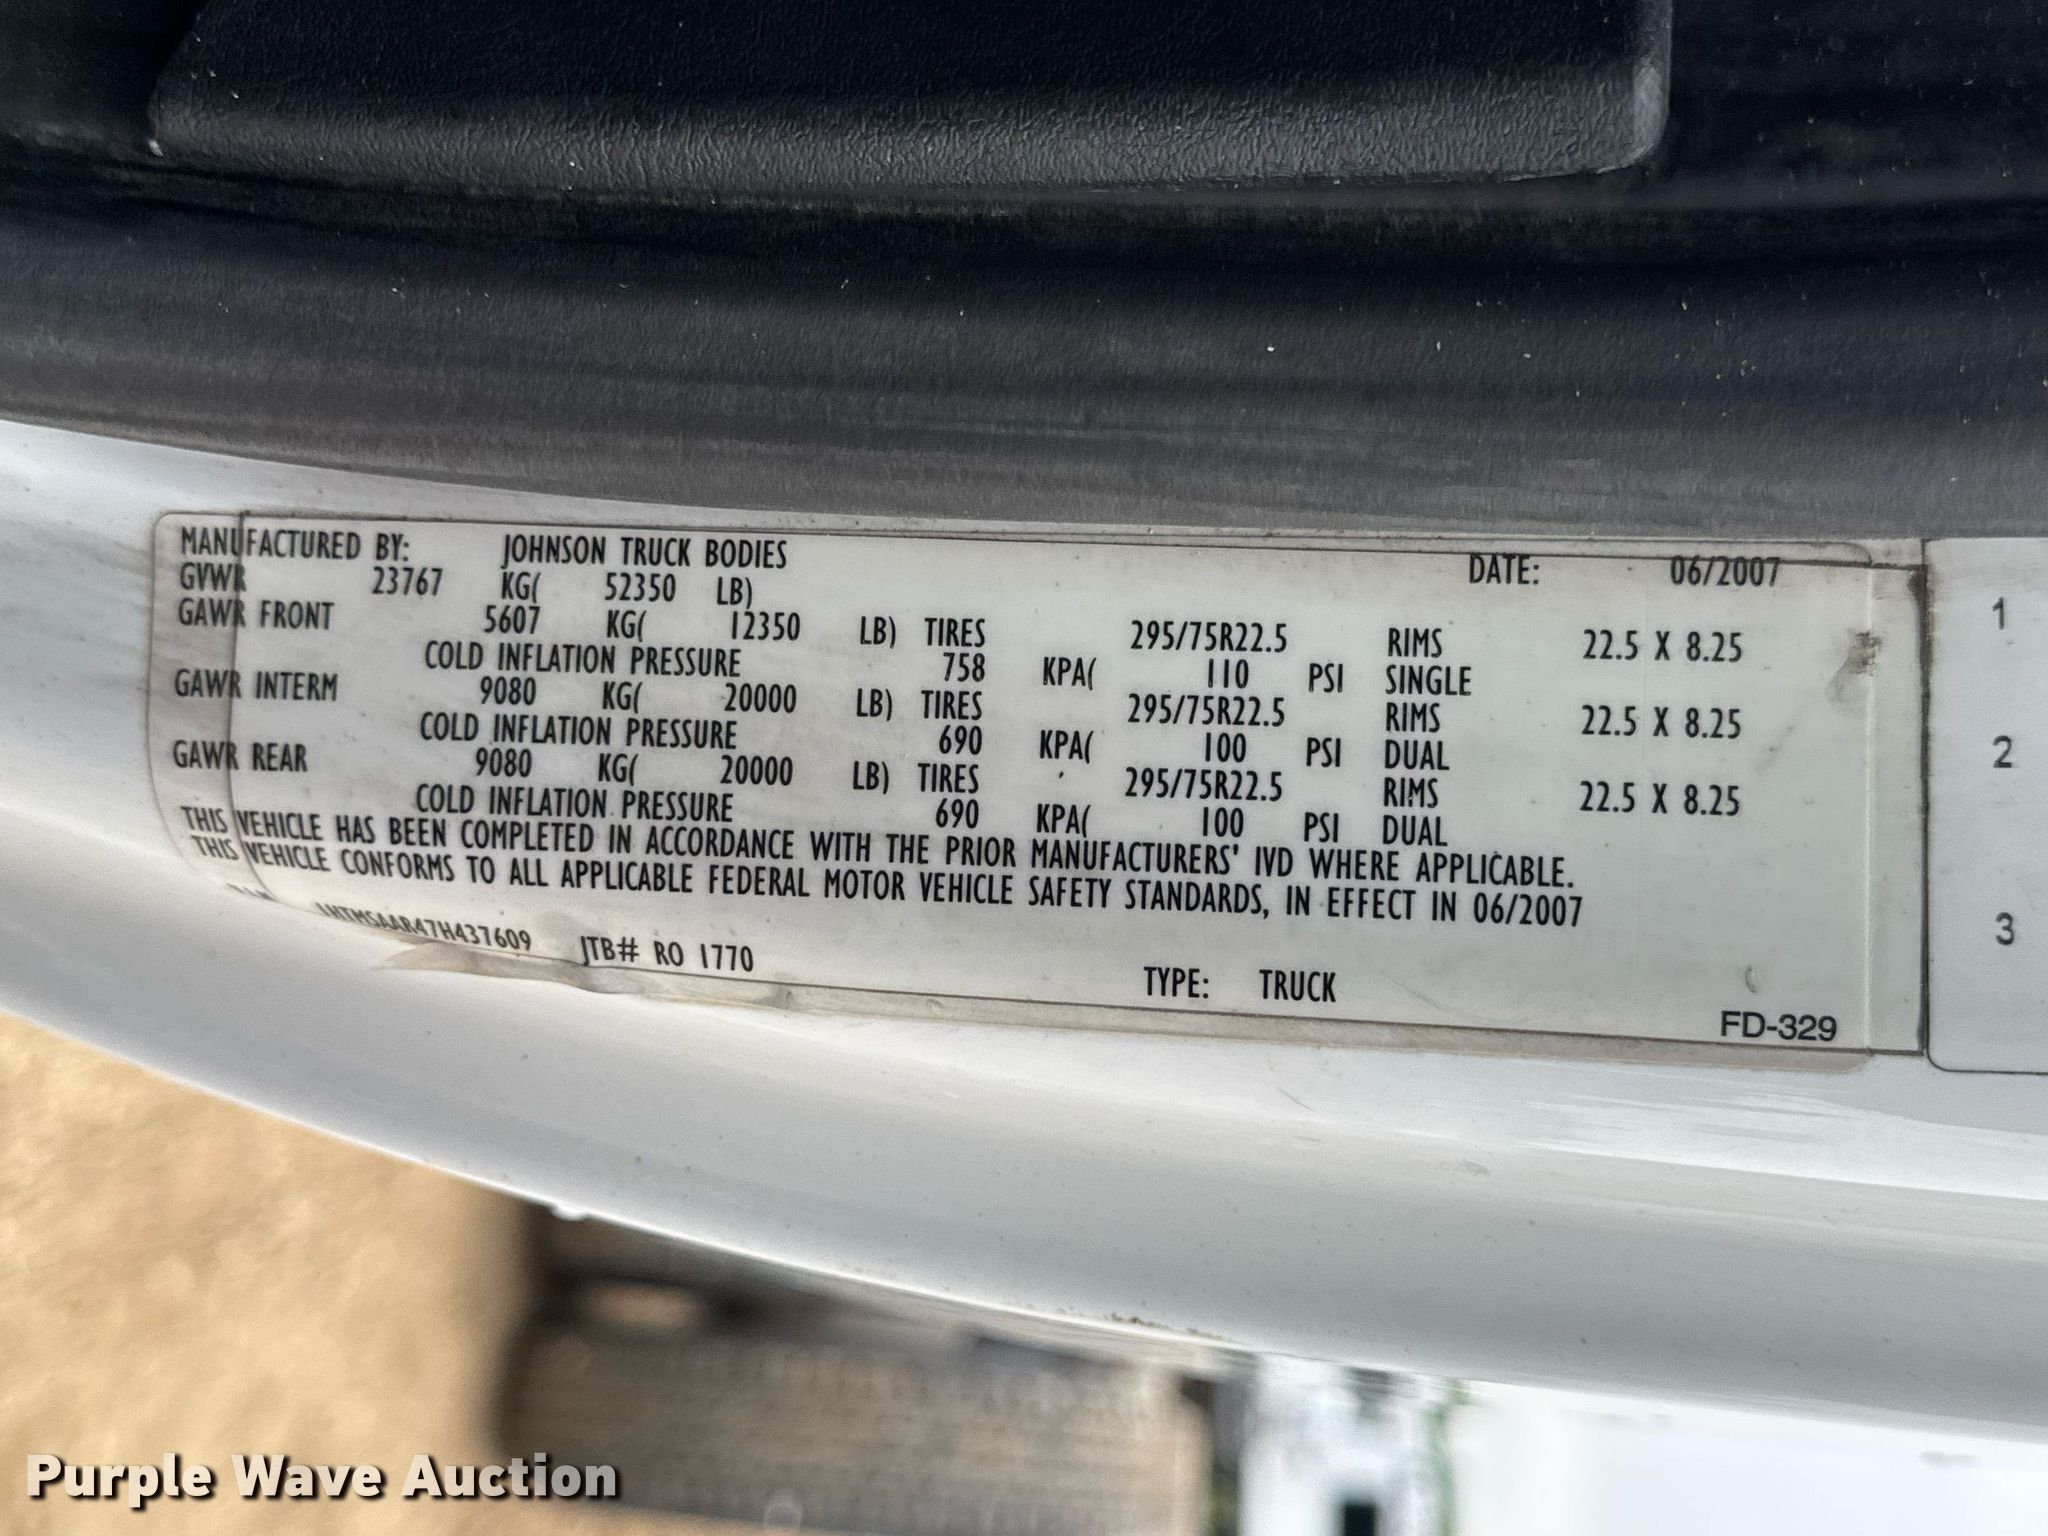 MANUFACTURED BY: JOHNSON TRUCK BODIES DATE: 06/2007
GVWR 23767 KG( 52350 LB)
GAWR FRONT 5607 KG( 12350 LB) TIRES 295/75R22.5 RIMS 22.5 X 8.25
COLD INFLATION PRESSURE 758 KPA( 110 PSI SINGLE
GAWR INTERM 9080 KG( 20000 LB) TIRES 295/75R22.5 RIMS 22.5 X 8.25
COLD INFLATION PRESSURE 690 KPA( 100 PSI DUAL
GAWR REAR 9080 KG( 20000 LB) TIRES 295/75R22.5 RIMS 22.5 X 8.25
COLD INFLATION PRESSURE 690 KPA( 100 PSI DUAL
THIS VEHICLE HAS BEEN COMPLETED IN ACCORDANCE WITH THE PRIOR MANUFACTURERS' IVD WHERE APPLICABLE.
THIS VEHICLE CONFORMS TO ALL APPLICABLE FEDERAL MOTOR VEHICLE SAFETY STANDARDS, IN EFFECT IN 06/2007
1HTMSAAR47H437609 JTB# RO 1770 TYPE: TRUCK
FD-329
1
2
3
Purple Wave Auction